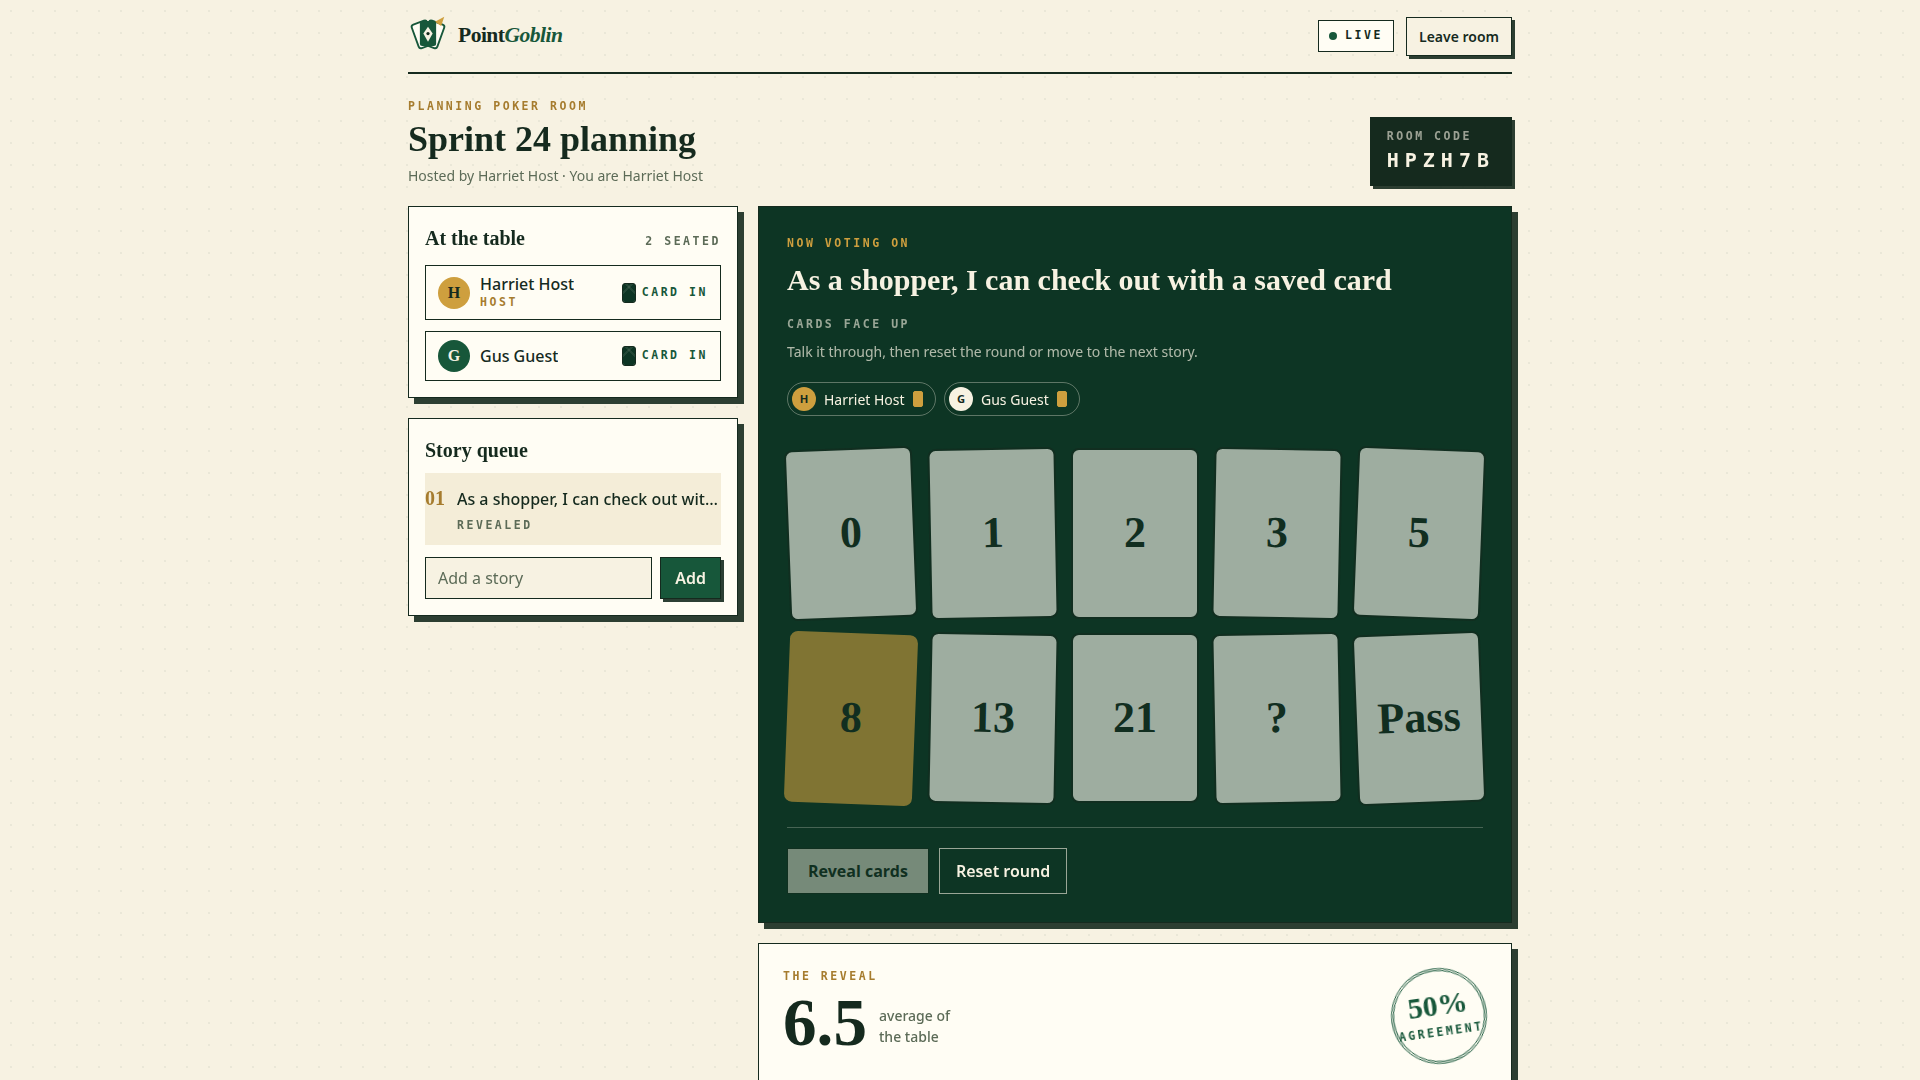 PointGoblin
LIVE
Leave room
PLANNING POKER ROOM
Sprint 24 planning
Hosted by Harriet Host · You are Harriet Host
ROOM CODE
HPZH7B
At the table
2 SEATED
H
Harriet Host
HOST
CARD IN
G
Gus Guest
CARD IN
Story queue
01
As a shopper, I can check out wit...
REVEALED
Add a story
Add
NOW VOTING ON
As a shopper, I can check out with a saved card
CARDS FACE UP
Talk it through, then reset the round or move to the next story.
H Harriet Host
G Gus Guest
0
1
2
3
5
8
13
21
?
Pass
Reveal cards
Reset round
THE REVEAL
6.5
average of
the table
50%
AGREEMENT